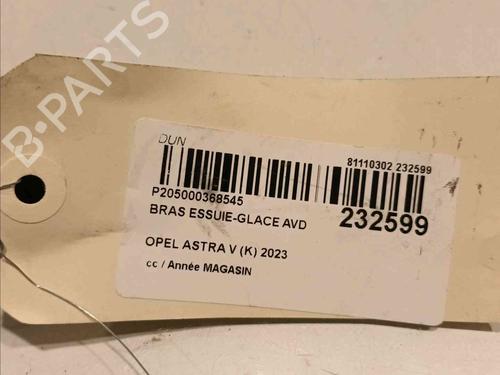 B-PARTS
DUN
81110302 232599
P205000368545
BRAS ESSUIE-GLACE AVD
232599
OPEL ASTRA V (K) 2023
cc / Année MAGASIN